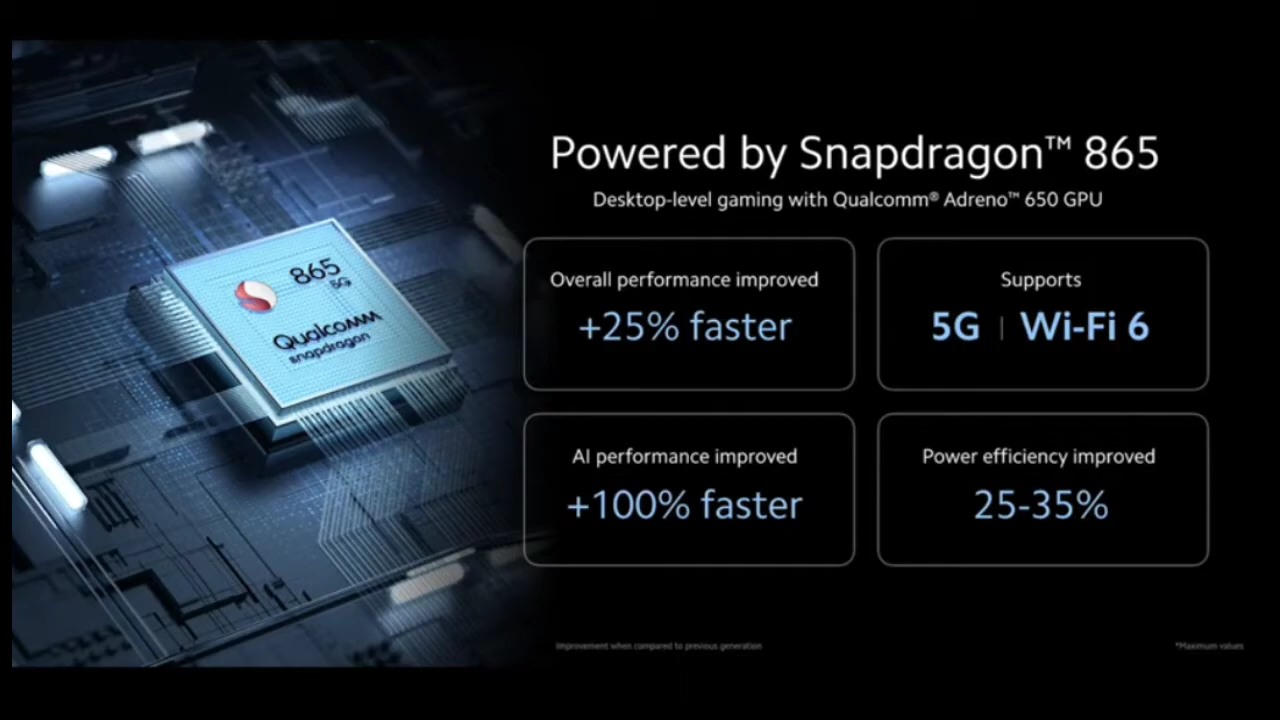 Powered by Snapdragon™ 865
Desktop-level gaming with Qualcomm® Adreno™ 650 GPU
865
5G
Qualcomm
snapdragon
Overall performance improved
+25% faster
Supports
5G | Wi-Fi 6
AI performance improved
+100% faster
Power efficiency improved
25-35%
Improvement when compared to previous generation
*Maximum values